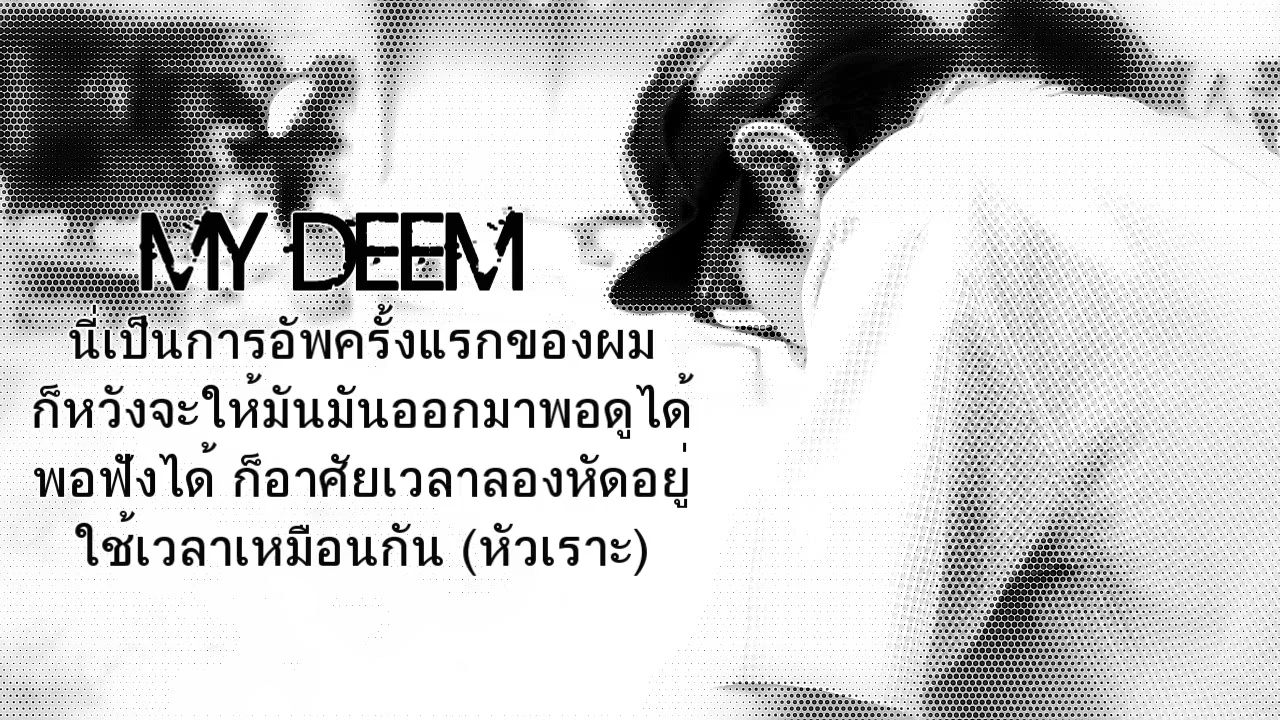 MY DEEM
นี่เป็นการอัพครั้งแรกของผม
ก็หวังจะให้มันมันออกมาพอดูได้
พอฟังได้ ก็อาศัยเวลาลองหัดอยู่
ใช้เวลาเหมือนกัน (หัวเราะ)